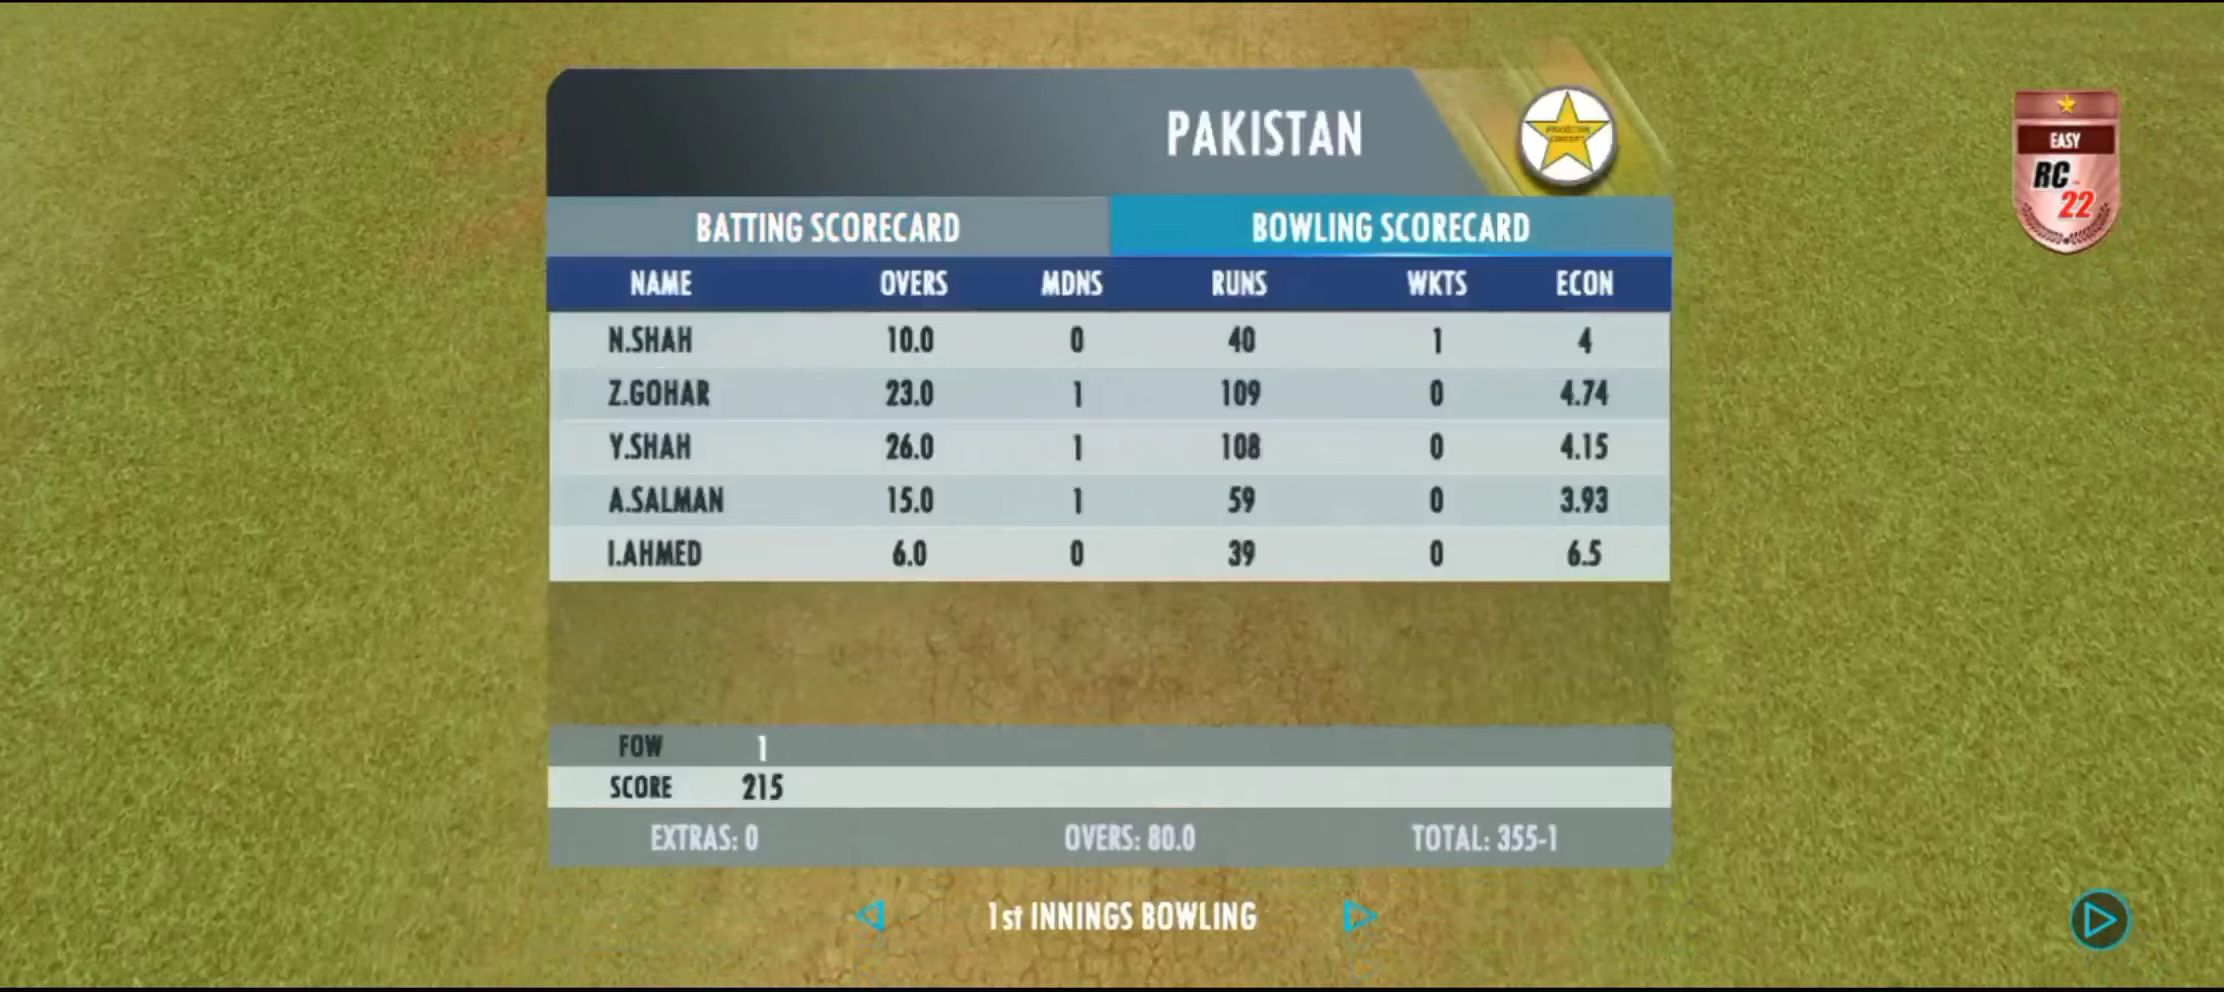 PAKISTAN
EASY
RC 22
BATTING SCORECARD BOWLING SCORECARD
NAME OVERS MDNS RUNS WKTS ECON
N.SHAH 10.0 0 40 1 4
Z.GOHAR 23.0 1 109 0 4.74
Y.SHAH 26.0 1 108 0 4.15
A.SALMAN 15.0 1 59 0 3.93
I.AHMED 6.0 0 39 0 6.5
FOW 1
SCORE 215
EXTRAS: 0 OVERS: 80.0 TOTAL: 355-1
1st INNINGS BOWLING